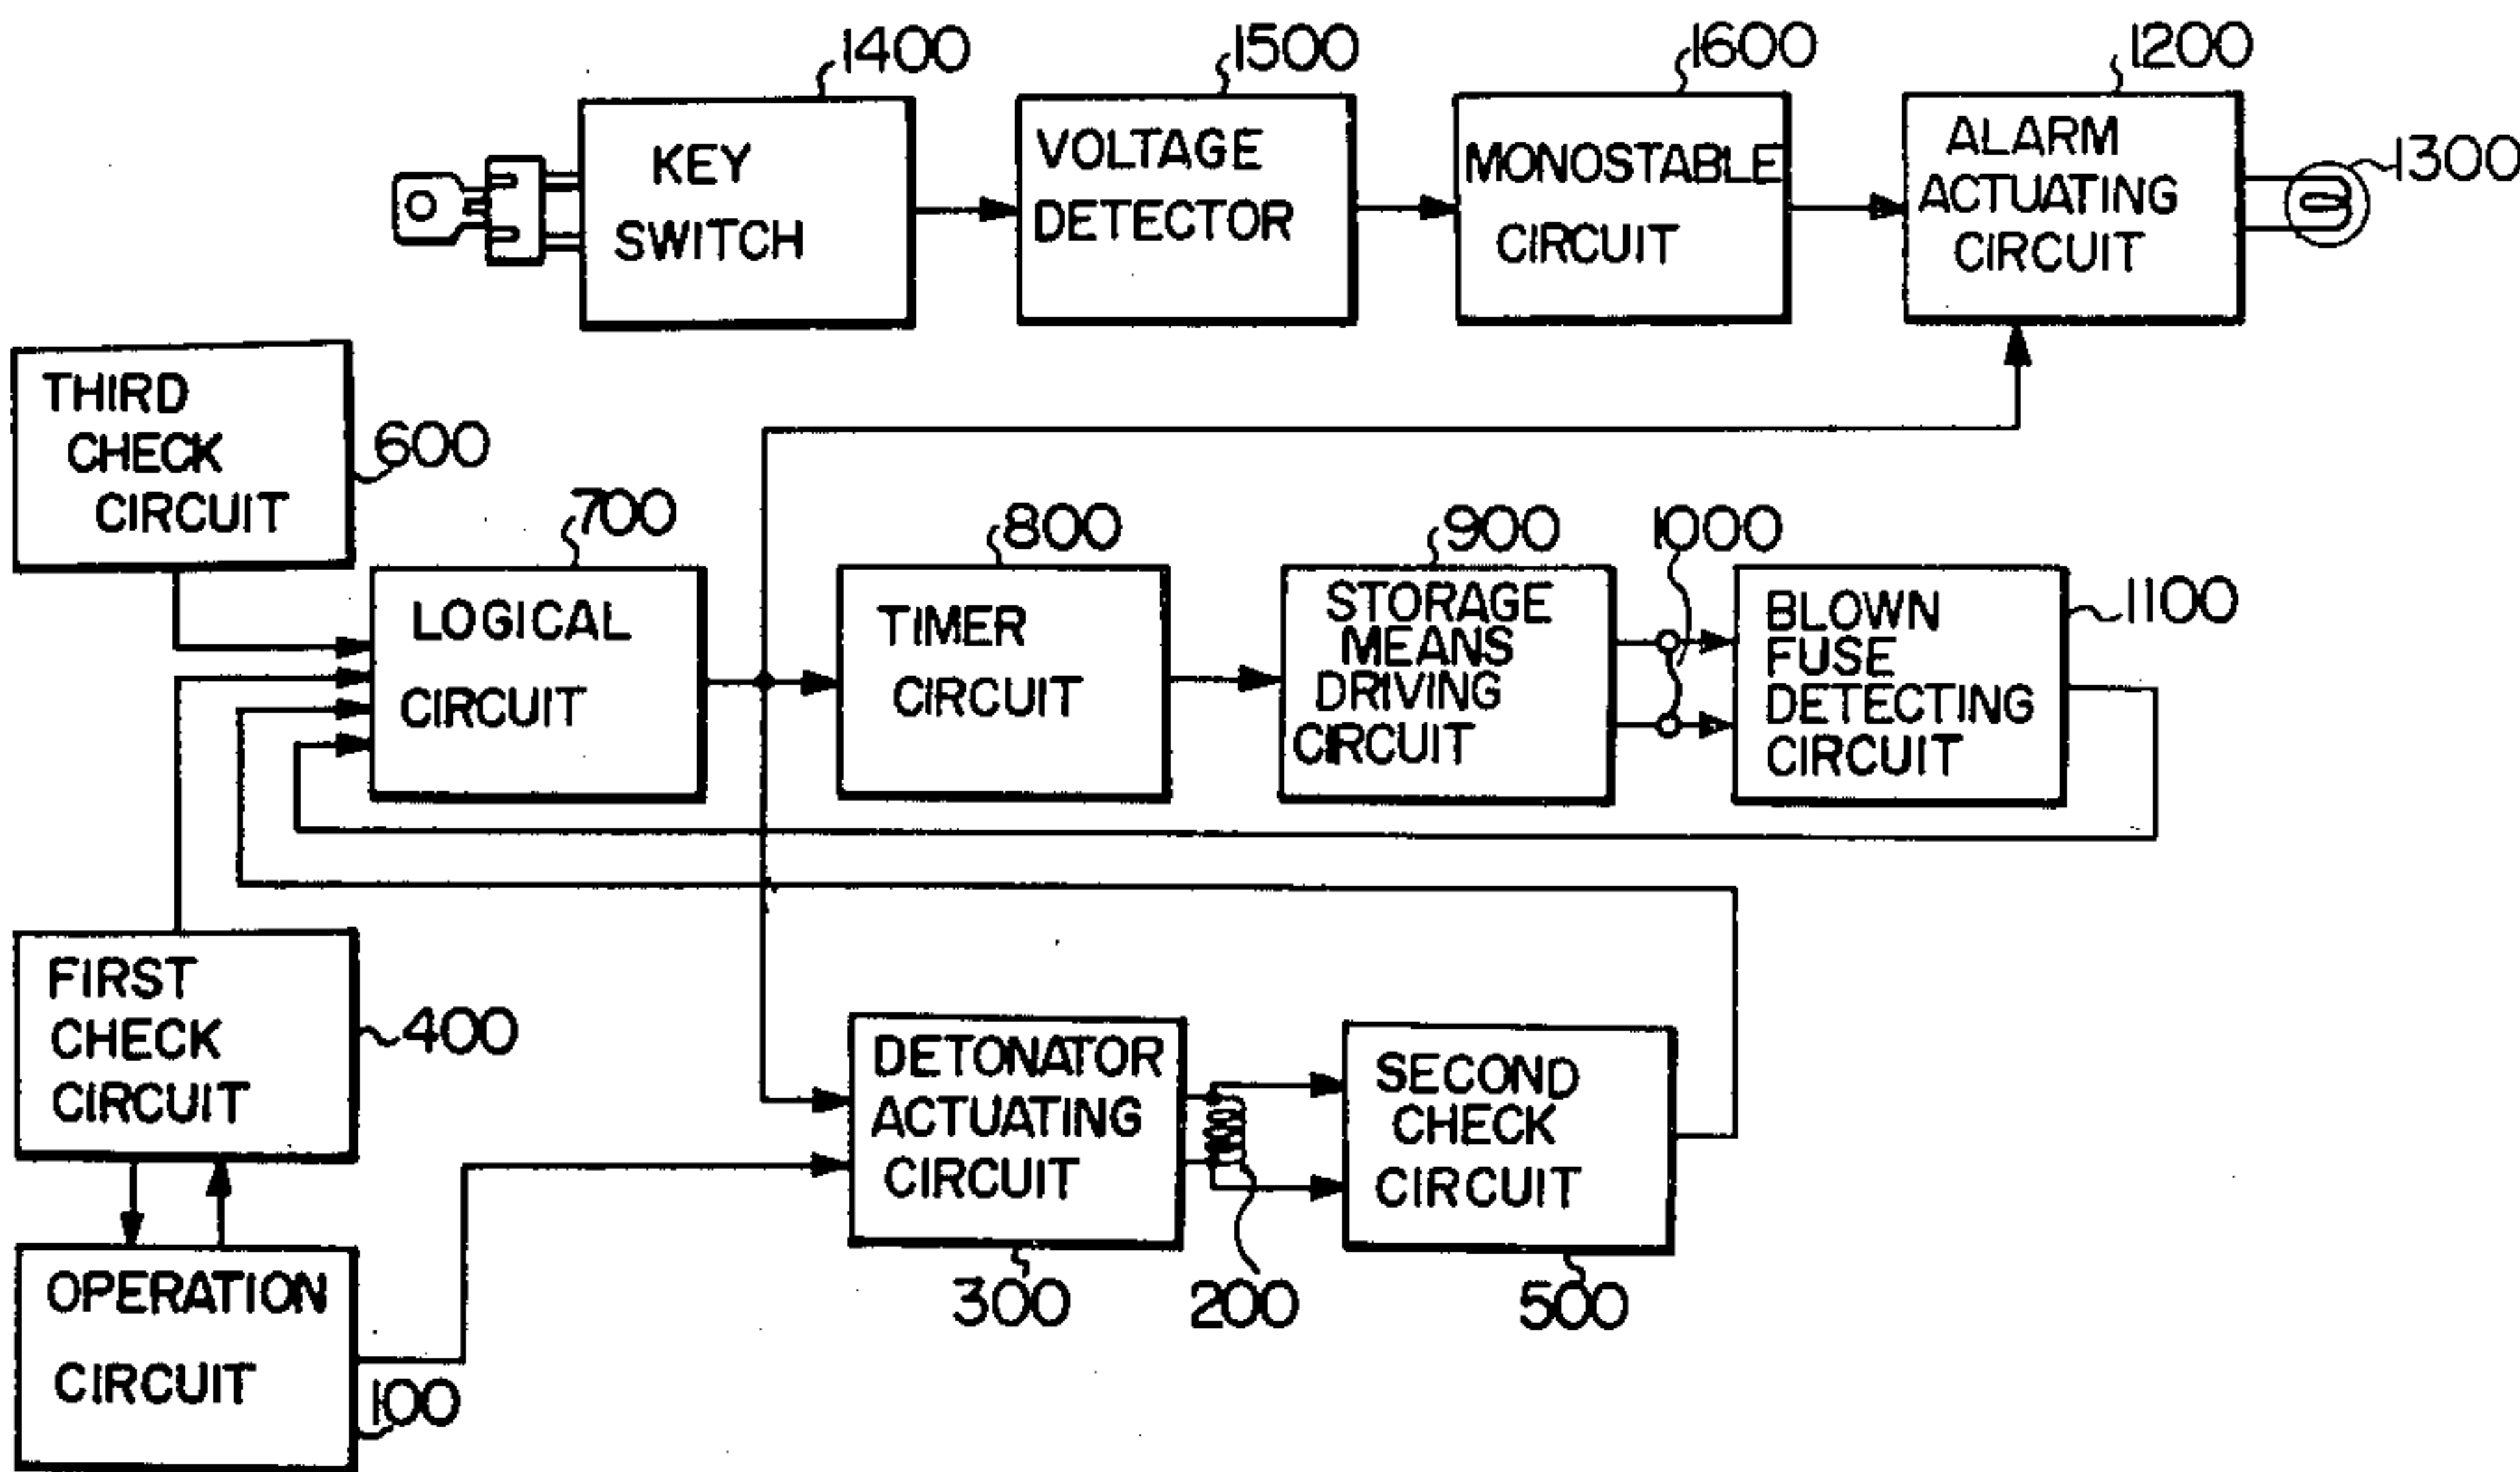 1400
1500
1600
1200
1300
KEY
SWITCH
VOLTAGE
DETECTOR
MONOSTABLE
CIRCUIT
ALARM
ACTUATING
CIRCUIT
THIRD
CHECK
CIRCUIT
600
700
800
900
1000
1100
LOGICAL
CIRCUIT
TIMER
CIRCUIT
STORAGE
MEANS
DRIVING
CIRCUIT
BLOWN
FUSE
DETECTING
CIRCUIT
FIRST
CHECK
CIRCUIT
400
DETONATOR
ACTUATING
CIRCUIT
SECOND
CHECK
CIRCUIT
300
200
500
OPERATION
CIRCUIT
100